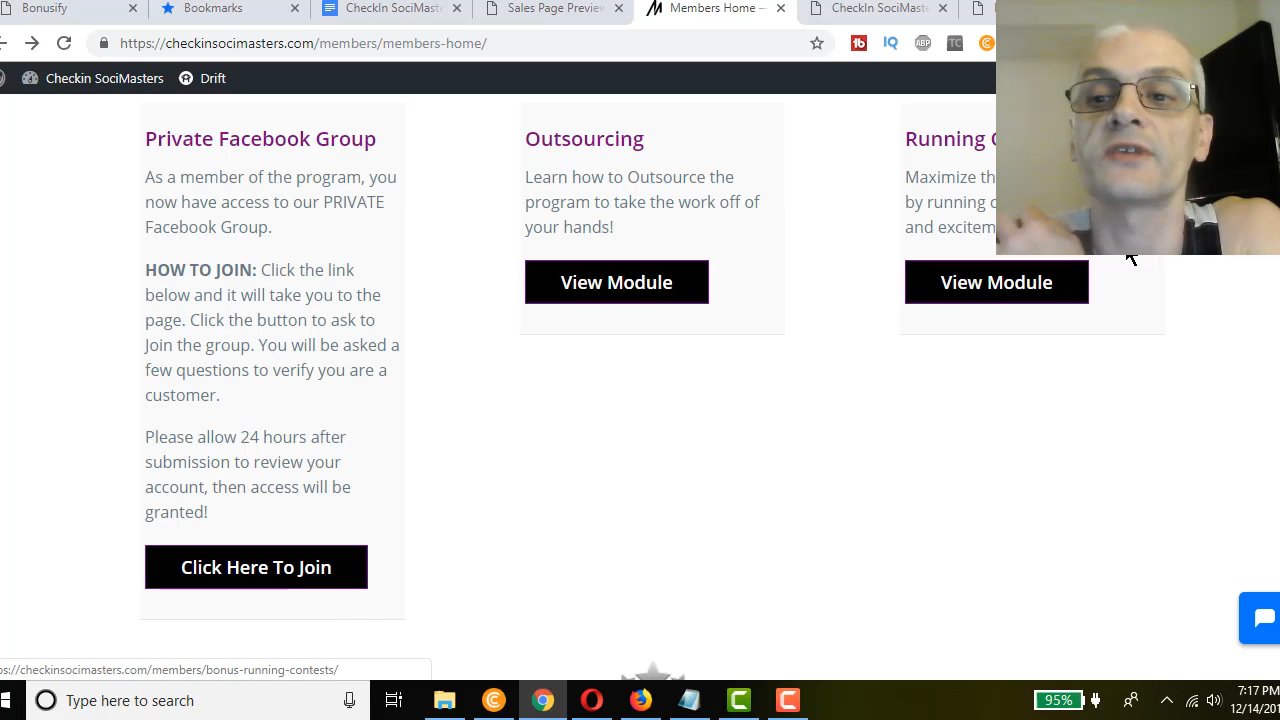 Bonusify
Bookmarks
CheckIn SociMast
Sales Page Preview
Members Home —
CheckIn SociMast
https://checkinsocimasters.com/members/members-home/
Checkin SociMasters
Drift
Private Facebook Group
As a member of the program, you
now have access to our PRIVATE
Facebook Group.
HOW TO JOIN: Click the link
below and it will take you to the
page. Click the button to ask to
Join the group. You will be asked a
few questions to verify you are a
customer.
Please allow 24 hours after
submission to review your
account, then access will be
granted!
Click Here To Join
Outsourcing
Learn how to Outsource the
program to take the work off of
your hands!
View Module
Running
Maximize th
by running
and excitem
View Module
ps://checkinsocimasters.com/members/bonus-running-contests/
Type here to search
95%
7:17 PM
12/14/201